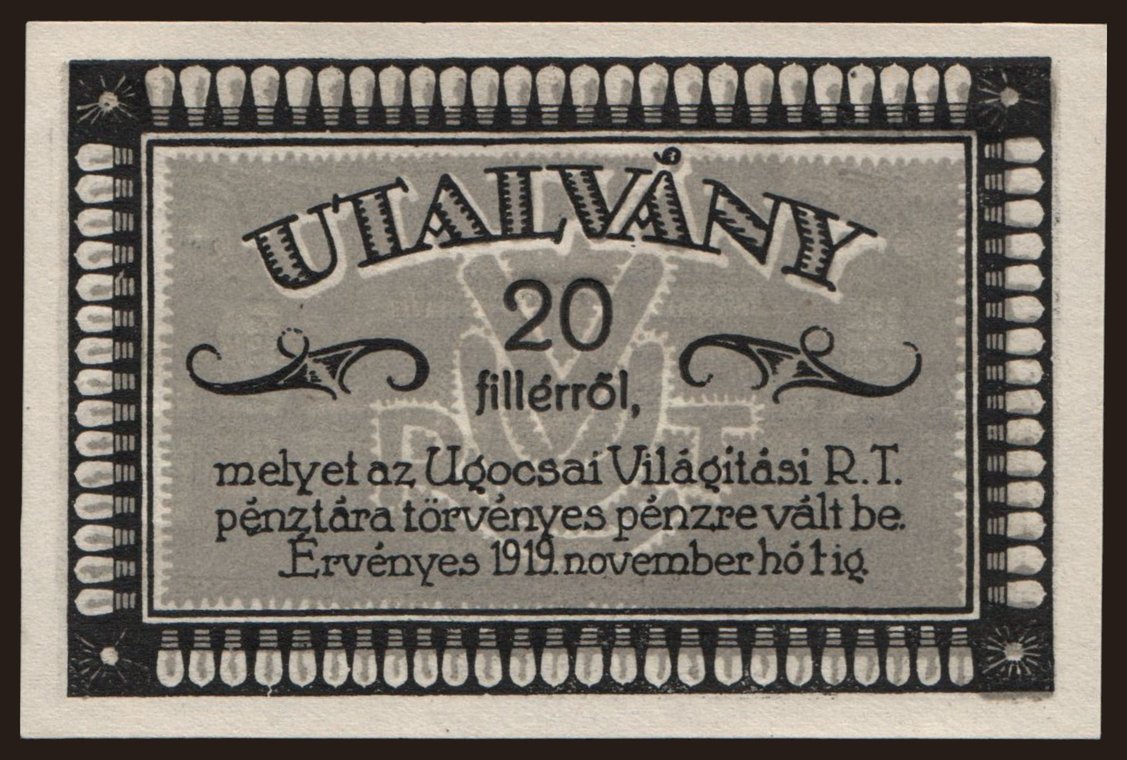 UTALVÁNY
20
fillérről,
melyet az Ugocsai Világitási R.T.
pénztára törvényes pénzre vált be.
Érvényes 1919. november hó 1 ig.
R U V T